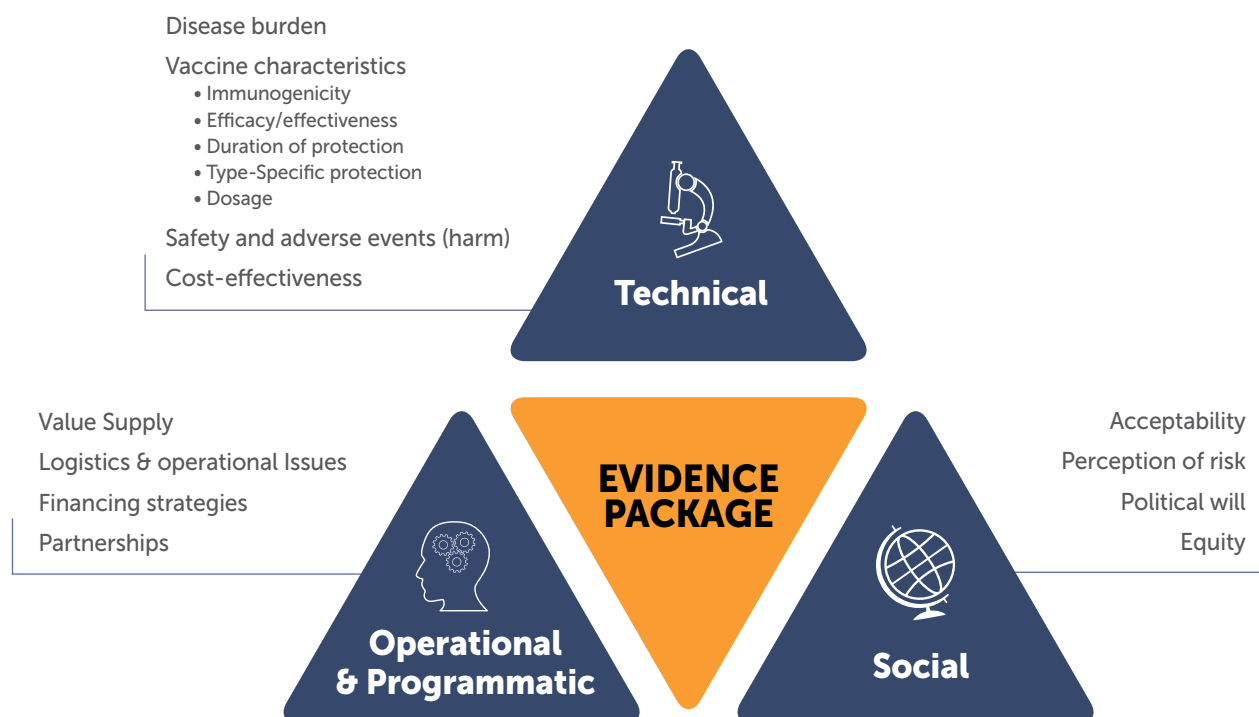 Disease burden
Vaccine characteristics
• Immunogenicity
• Efficacy/effectiveness
• Duration of protection
• Type-Specific protection
• Dosage
Safety and adverse events (harm)
Cost-effectiveness
Technical
Value Supply
Logistics & operational Issues
Financing strategies
Partnerships
EVIDENCE
PACKAGE
Acceptability
Perception of risk
Political will
Equity
Operational
& Programmatic
Social